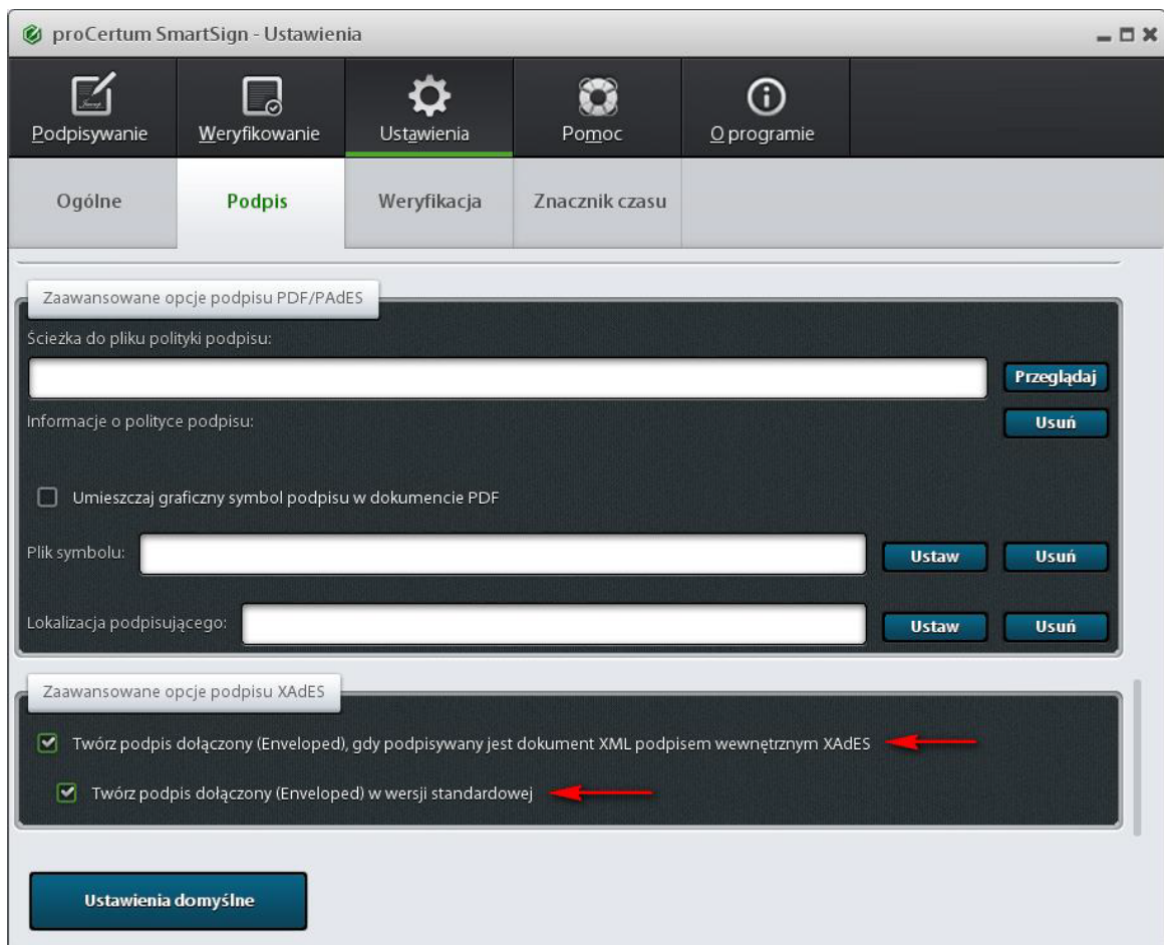 proCertum SmartSign - Ustawienia
Podpisywanie
Weryfikowanie
Ustawienia
Pomoc
O programie
Ogólne
Podpis
Weryfikacja
Znacznik czasu
Zaawansowane opcje podpisu PDF/PAdES
Ścieżka do pliku polityki podpisu:
Przeglądaj
Informacje o polityce podpisu:
Usuń
Umieszczaj graficzny symbol podpisu w dokumencie PDF
Plik symbolu:
Ustaw
Usuń
Lokalizacja podpisującego:
Ustaw
Usuń
Zaawansowane opcje podpisu XAdES
Twórz podpis dołączony (Enveloped), gdy podpisywany jest dokument XML podpisem wewnętrznym XAdES
Twórz podpis dołączony (Enveloped) w wersji standardowej
Ustawienia domyślne